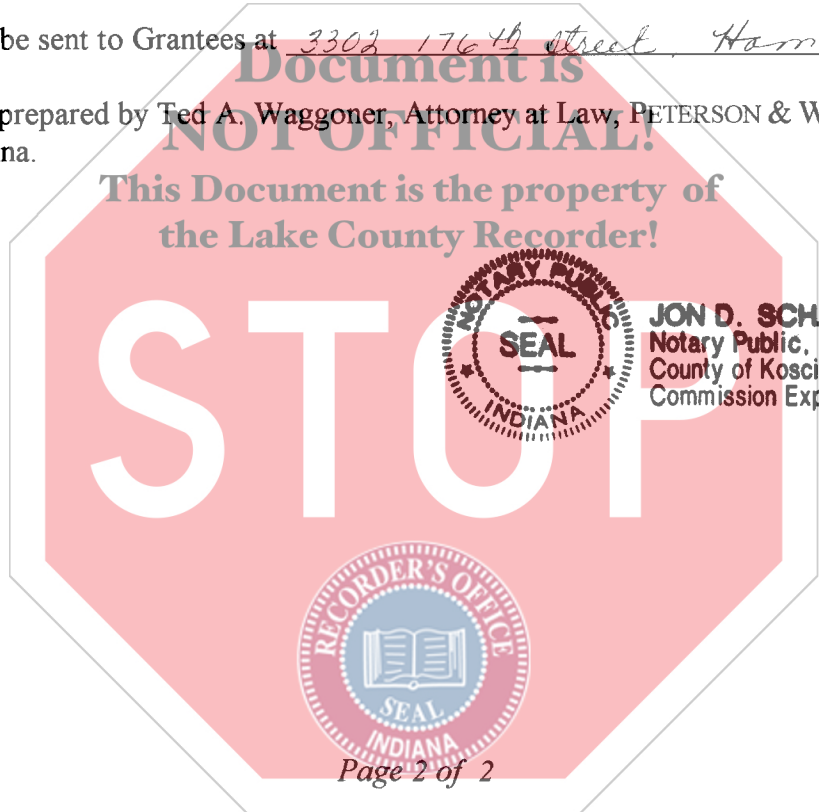 be sent to Grantees at 3302 176th street Ham
Document is
prepared by Ted A. Waggoner, Attorney at Law, PETERSON & W
NOT OFFICIAL!
na.
This Document is the property of
the Lake County Recorder!
NOTARY PUBLIC
SEAL
INDIANA
JON D. SCH
Notary Public,
County of Kosci
Commission Exp
STOP
RECORDER'S OFFICE
SEAL
INDIANA
Page 2 of 2